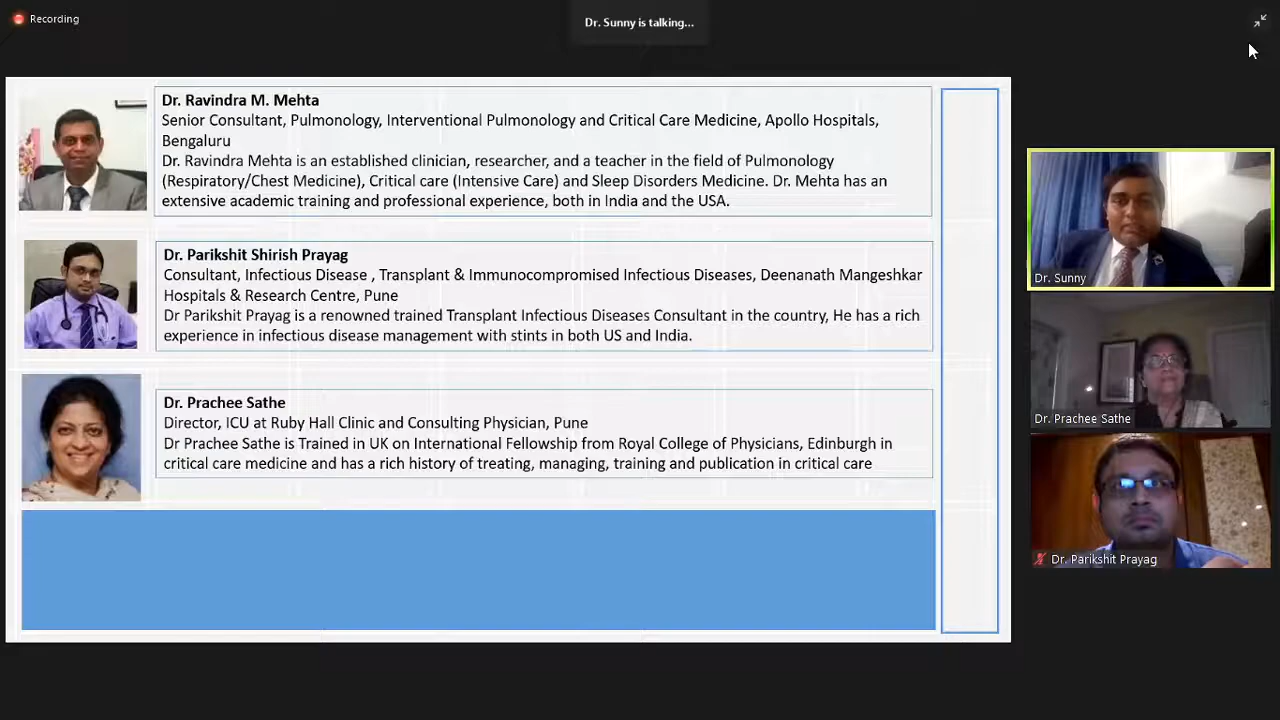 Recording
Dr. Sunny is talking...
Dr. Ravindra M. Mehta
Senior Consultant, Pulmonology, Interventional Pulmonology and Critical Care Medicine, Apollo Hospitals,
Bengaluru
Dr. Ravindra Mehta is an established clinician, researcher, and a teacher in the field of Pulmonology
(Respiratory/Chest Medicine), Critical care (Intensive Care) and Sleep Disorders Medicine. Dr. Mehta has an
extensive academic training and professional experience, both in India and the USA.
Dr. Parikshit Shirish Prayag
Consultant, Infectious Disease , Transplant & Immunocompromised Infectious Diseases, Deenanath Mangeshkar
Hospitals & Research Centre, Pune
Dr Parikshit Prayag is a renowned trained Transplant Infectious Diseases Consultant in the country, He has a rich
experience in infectious disease management with stints in both US and India.
Dr. Prachee Sathe
Director, ICU at Ruby Hall Clinic and Consulting Physician, Pune
Dr Prachee Sathe is Trained in UK on International Fellowship from Royal College of Physicians, Edinburgh in
critical care medicine and has a rich history of treating, managing, training and publication in critical care
Dr. Sunny
Dr. Prachee Sathe
Dr. Parikshit Prayag